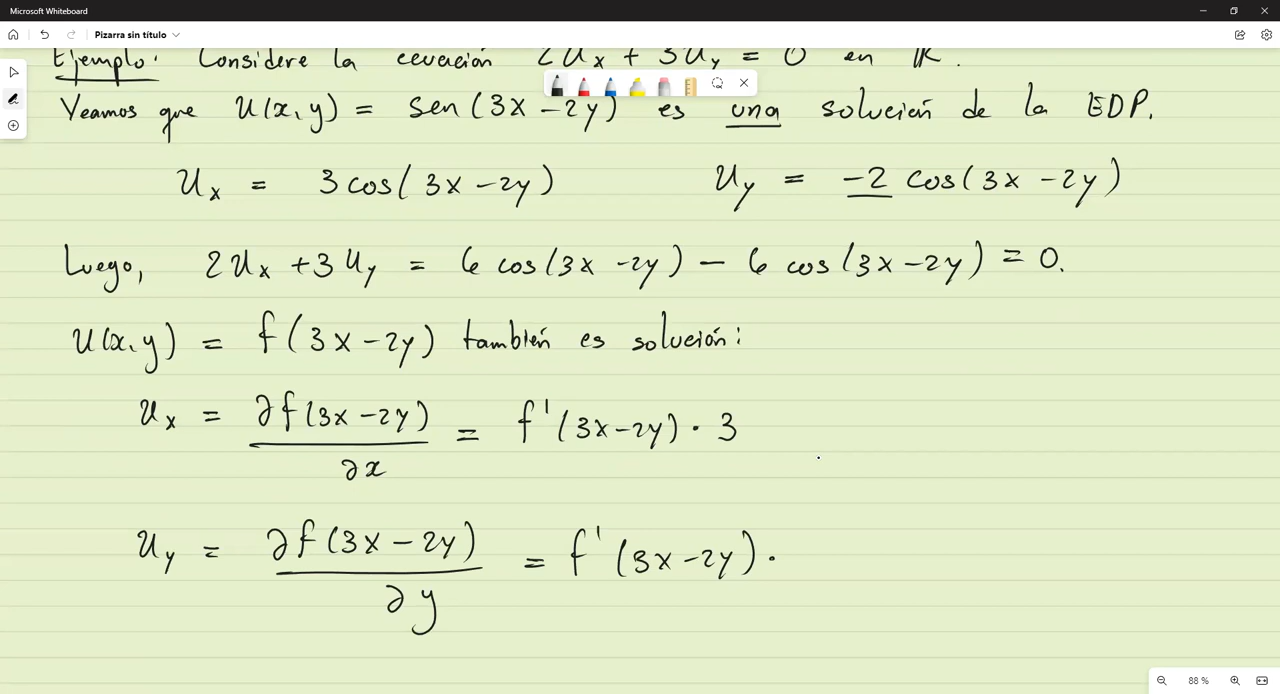 Microsoft Whiteboard
Pizarra sin título
Ejemplo: Considere la ecuación 2Ux + 3Uy = 0 en ℝ.
Veamos que U(x,y) = sen(3x - 2y) es una solución de la EDP.
Ux = 3cos(3x - 2y) Uy = -2 cos(3x - 2y)
Luego, 2Ux + 3Uy = 6 cos(3x - 2y) - 6 cos(3x - 2y) = 0.
U(x,y) = f(3x - 2y) también es solución:
Ux = ∂f(3x - 2y)/∂x = f'(3x - 2y) · 3
Uy = ∂f(3x - 2y)/∂y = f'(3x - 2y) ·
88 %